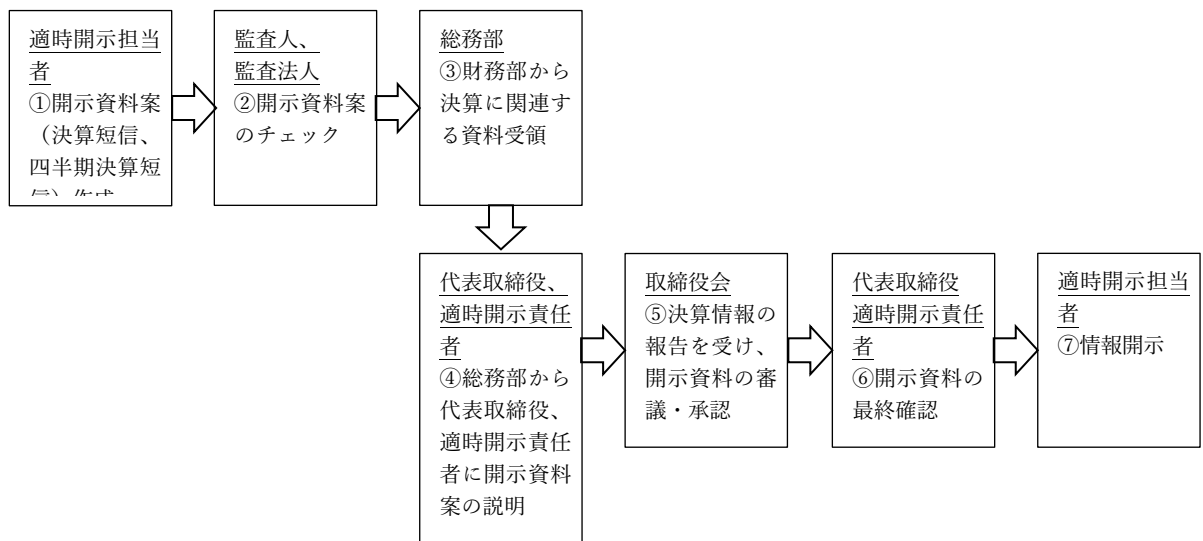 適時開示担当
者
①開示資料案
（決算短信、
四半期決算短
信）作成
監査人、
監査法人
②開示資料案
のチェック
総務部
③財務部から
決算に関連す
る資料受領
代表取締役、
適時開示責任
者
④総務部から
代表取締役、
適時開示責任
者に開示資料
案の説明
取締役会
⑤決算情報の
報告を受け、
開示資料の審
議・承認
代表取締役
適時開示責任
者
⑥開示資料の
最終確認
適時開示担当
者
⑦情報開示